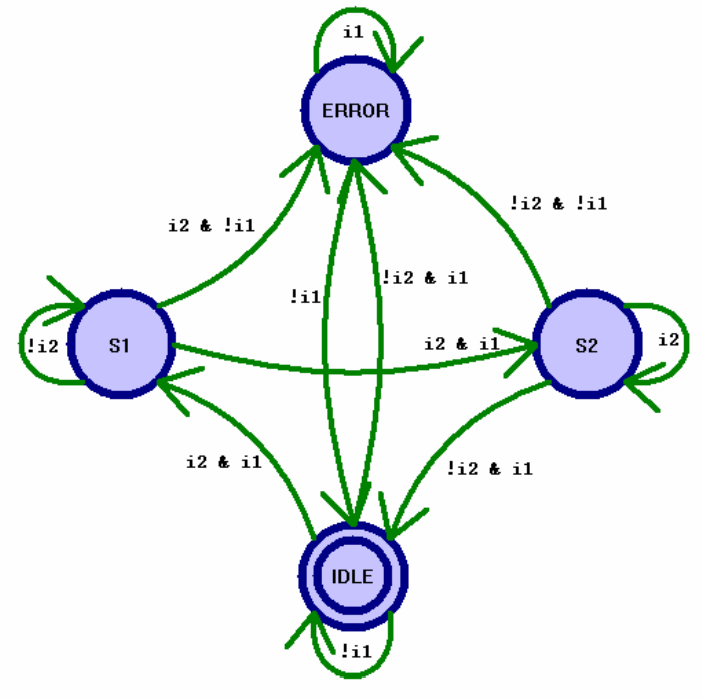 i1
ERROR
!i2 & !i1
i2 & !i1
!i2 & i1
!i1
i2
i2 & i1
!i2
S1
S2
i2 & i1
!i2 & i1
IDLE
!i1